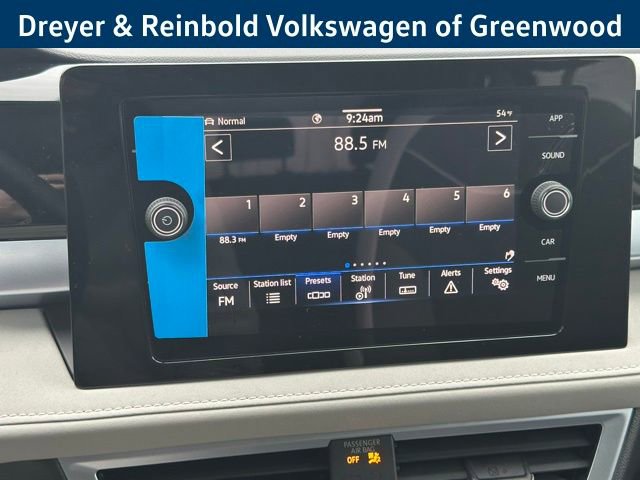 Dreyer & Reinbold Volkswagen of Greenwood
Normal 9:24am 54°F
APP
88.5 FM
SOUND
1 2 3 4 5 6
88.3 FM Empty Empty Empty Empty Empty
CAR
Source Station list Presets Station Tune Alerts Settings
FM
MENU
PASSENGER
AIR BAG
OFF